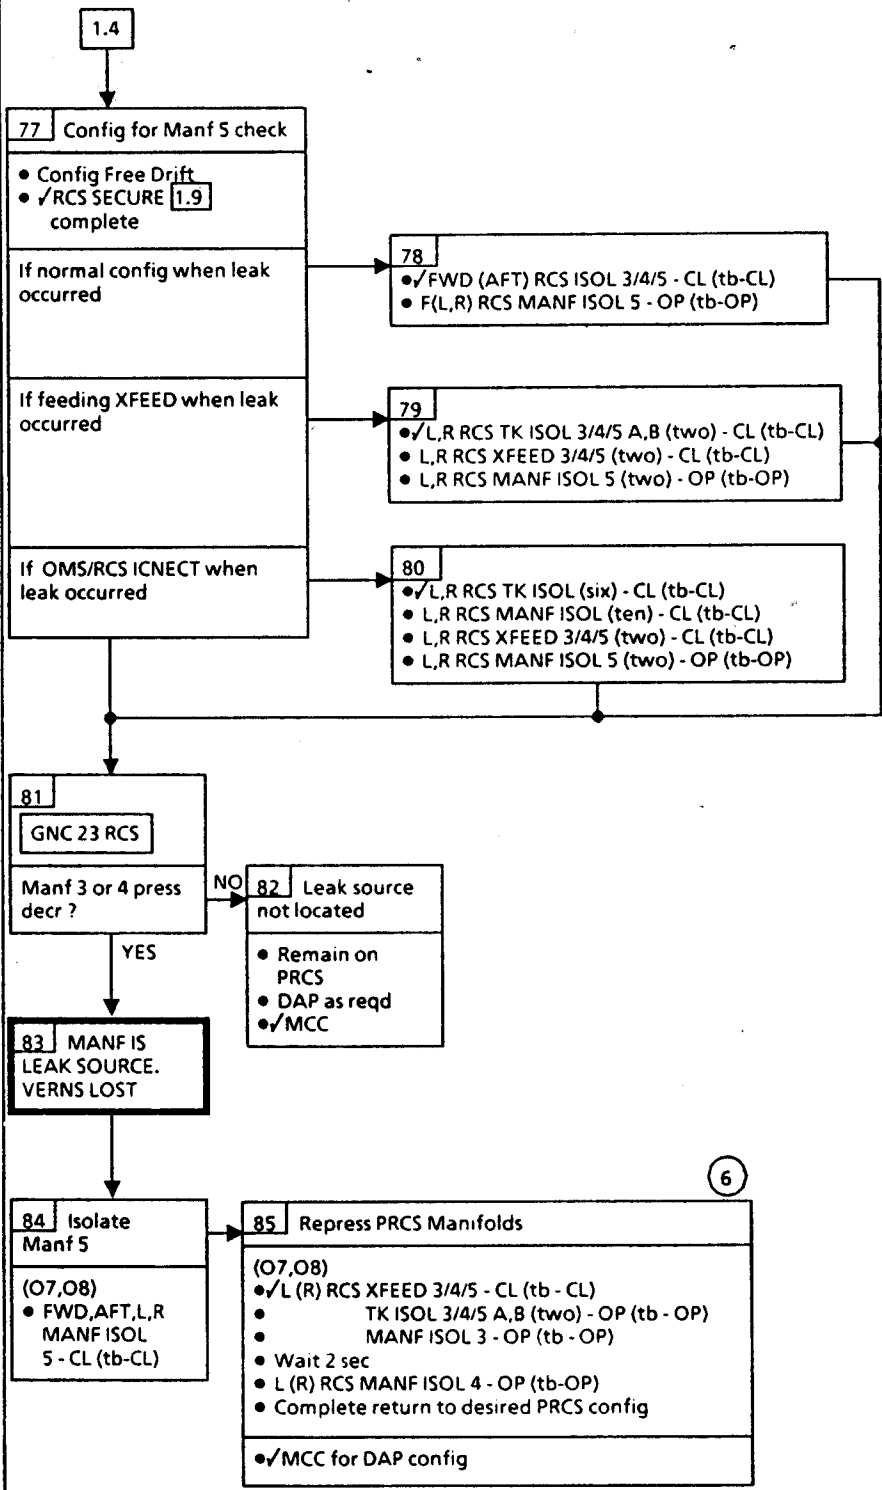 1.4
77 Config for Manf 5 check
● Config Free Drift
● ✓RCS SECURE 1.9
complete
If normal config when leak
occurred
78
●✓FWD (AFT) RCS ISOL 3/4/5 - CL (tb-CL)
● F(L,R) RCS MANF ISOL 5 - OP (tb-OP)
If feeding XFEED when leak
occurred
79
●✓L,R RCS TK ISOL 3/4/5 A,B (two) - CL (tb-CL)
● L,R RCS XFEED 3/4/5 (two) - CL (tb-CL)
● L,R RCS MANF ISOL 5 (two) - OP (tb-OP)
If OMS/RCS ICNECT when
leak occurred
80
●✓L,R RCS TK ISOL (six) - CL (tb-CL)
● L,R RCS MANF ISOL (ten) - CL (tb-CL)
● L,R RCS XFEED 3/4/5 (two) - CL (tb-CL)
● L,R RCS MANF ISOL 5 (two) - OP (tb-OP)
81
GNC 23 RCS
Manf 3 or 4 press
decr ?
NO
82 Leak source
not located
● Remain on
PRCS
● DAP as reqd
●✓MCC
YES
83 MANF IS
LEAK SOURCE.
VERNS LOST
84 Isolate
Manf 5
(O7,O8)
● FWD,AFT,L,R
MANF ISOL
5 - CL (tb-CL)
6
85 Repress PRCS Manifolds
(O7,O8)
●✓L (R) RCS XFEED 3/4/5 - CL (tb - CL)
● TK ISOL 3/4/5 A,B (two) - OP (tb - OP)
● MANF ISOL 3 - OP (tb - OP)
● Wait 2 sec
● L (R) RCS MANF ISOL 4 - OP (tb-OP)
● Complete return to desired PRCS config
●✓MCC for DAP config